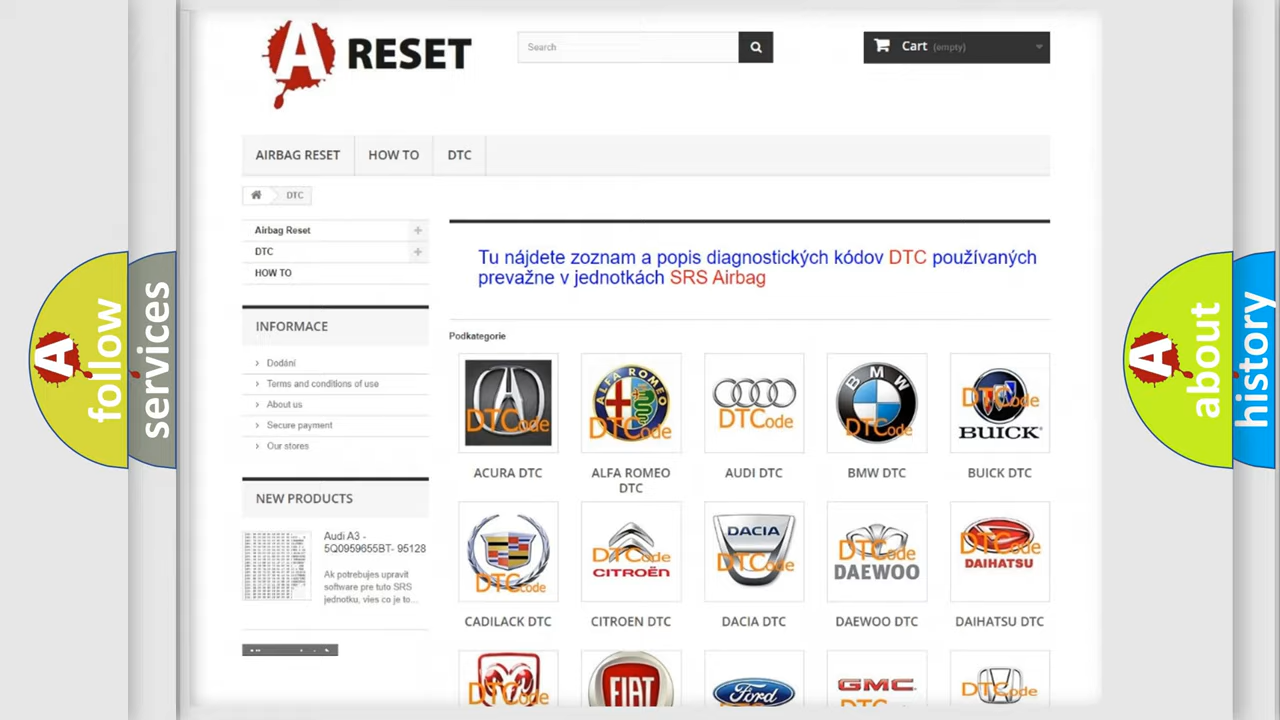 A RESET
Search
Cart (empty)
AIRBAG RESET
HOW TO
DTC
DTC
Airbag Reset
DTC
HOW TO
INFORMACE
Dodání
Terms and conditions of use
About us
Secure payment
Our stores
NEW PRODUCTS
Audi A3 -
5Q0959655BT- 95128
Ak potrebujes upravit
software pre tuto SRS
jednotku, vies co je to...
Tu nájdete zoznam a popis diagnostických kódov DTC používaných
prevažne v jednotkách SRS Airbag
Podkategorie
DTCode
ALFA ROMEO
DTCode
DTCode
BMW
DTCode
DTCode
BUICK
ACURA DTC
ALFA ROMEO
DTC
AUDI DTC
BMW DTC
BUICK DTC
DTCode
DTCode
CITROËN
DACIA
DTCode
DTCode
DAEWOO
DTCode
DAIHATSU
CADILACK DTC
CITROEN DTC
DACIA DTC
DAEWOO DTC
DAIHATSU DTC
DTCode
FIAT
Ford
GMC
DTCode
A follow
services
A about
history